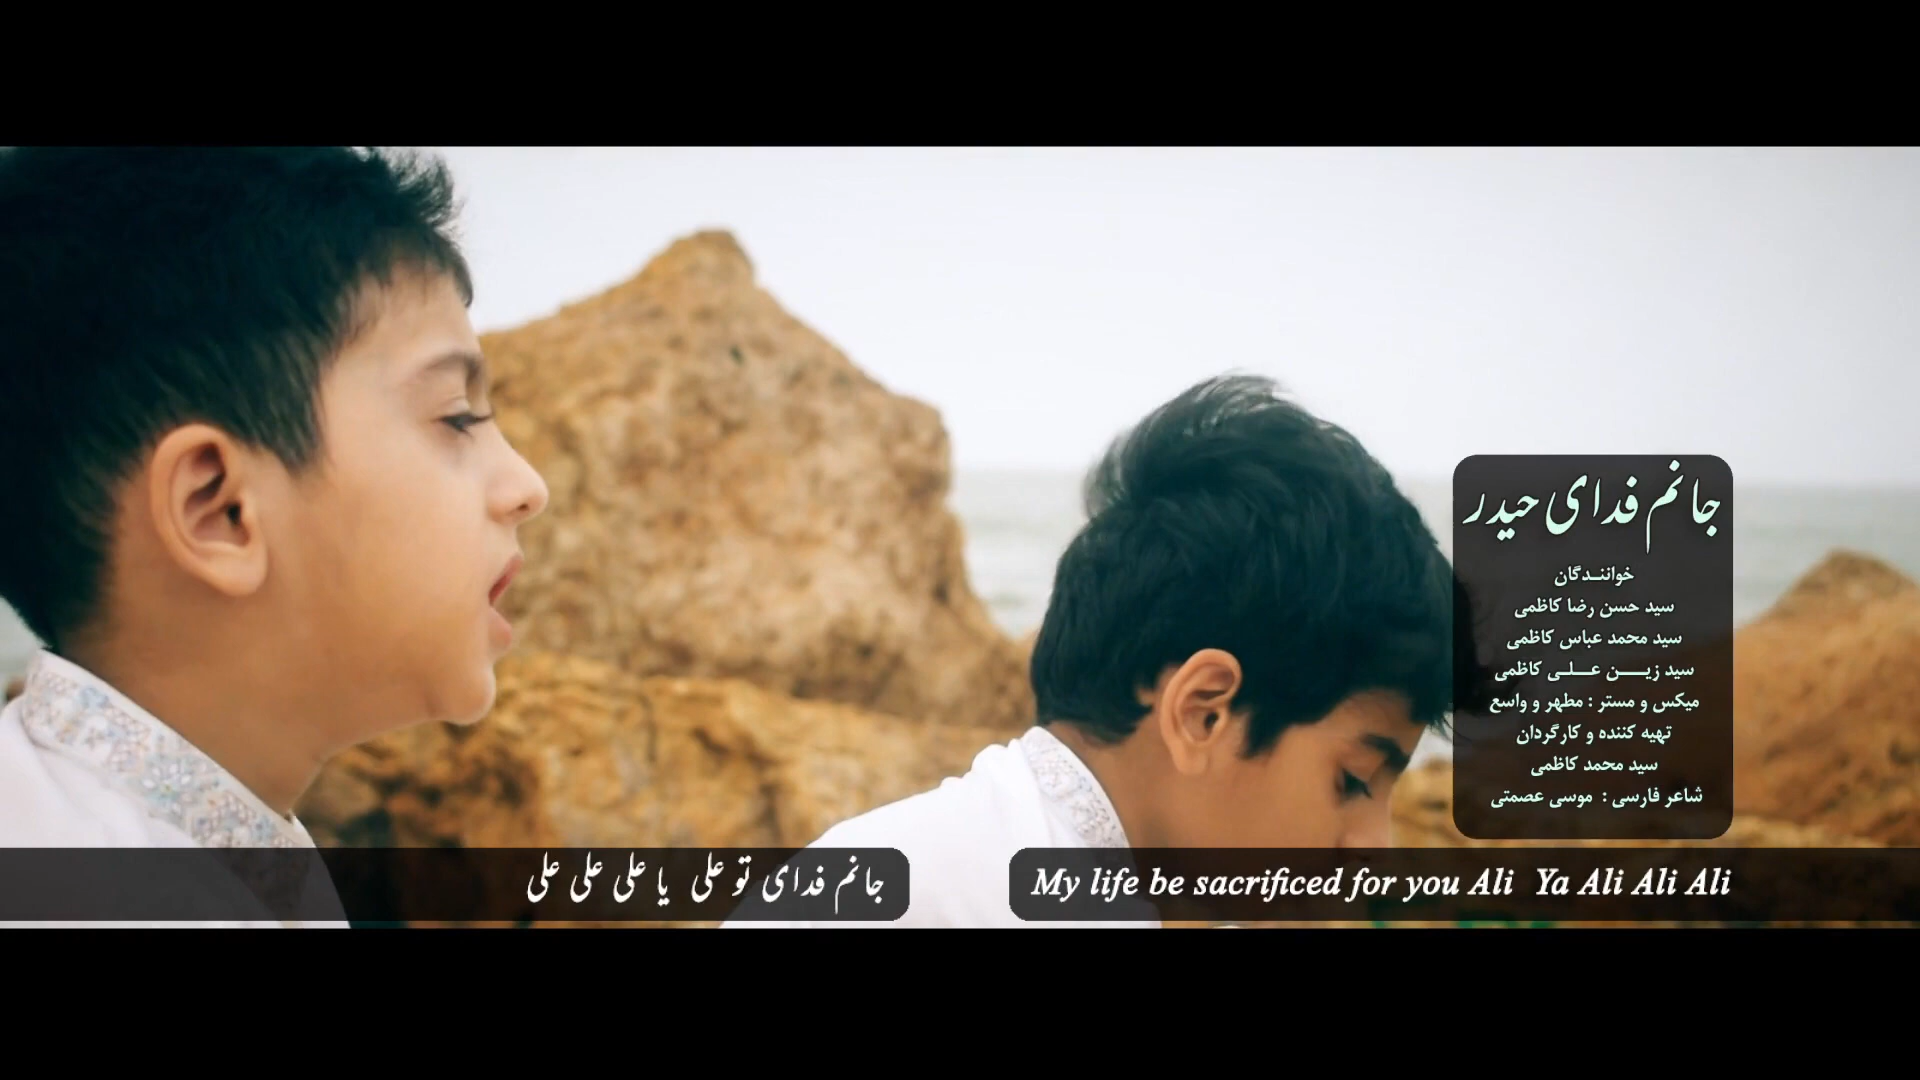 جانم فدای حیدر
خوانندگان
سید حسن رضا کاظمی
سید محمد عباس کاظمی
سید زین علی کاظمی
میکس و مستر : مطهر و واسع
تهیه کننده و کارگردان
سید محمد کاظمی
شاعر فارسی : موسی عصمتی
جانم فدای تو علی یا علی علی علی
My life be sacrificed for you Ali Ya Ali Ali Ali